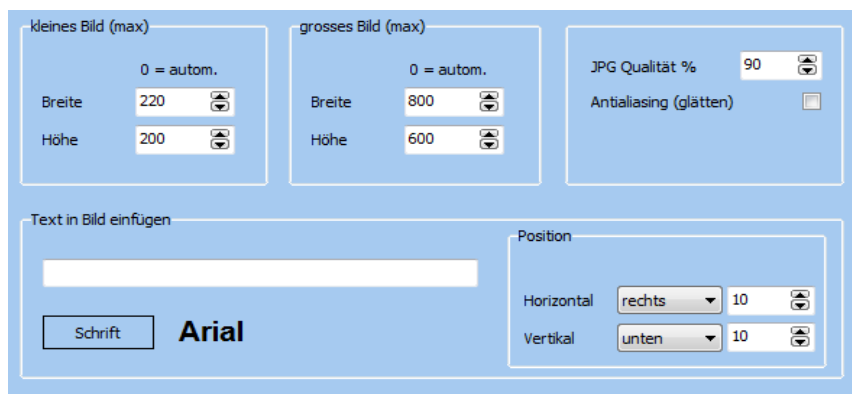 kleines Bild (max)
0 = autom.
Breite 220
Höhe 200
grosses Bild (max)
0 = autom.
Breite 800
Höhe 600
JPG Qualität % 90
Antialiasing (glätten)
Text in Bild einfügen
Schrift Arial
Position
Horizontal rechts 10
Vertikal unten 10